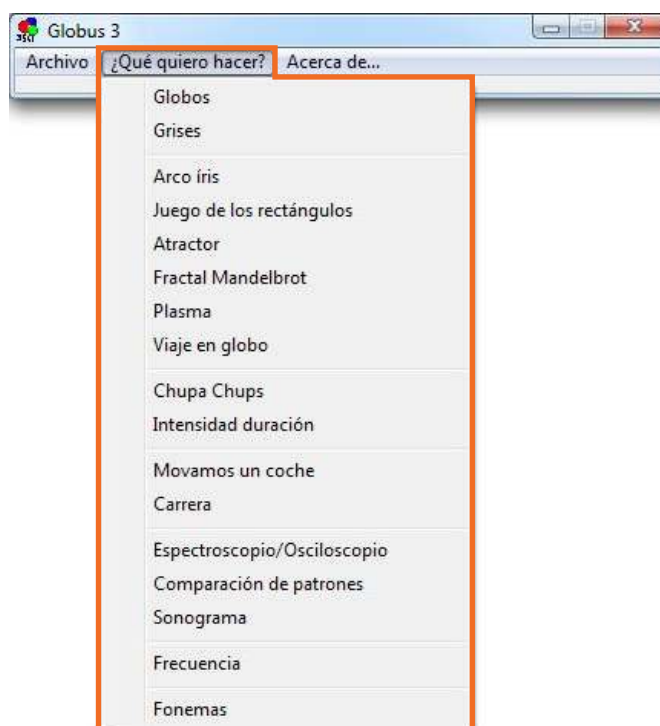 Globus 3
Archivo ¿Qué quiero hacer? Acerca de...
Globos
Grises
Arco íris
Juego de los rectángulos
Atractor
Fractal Mandelbrot
Plasma
Viaje en globo
Chupa Chups
Intensidad duración
Movamos un coche
Carrera
Espectroscopio/Osciloscopio
Comparación de patrones
Sonograma
Frecuencia
Fonemas